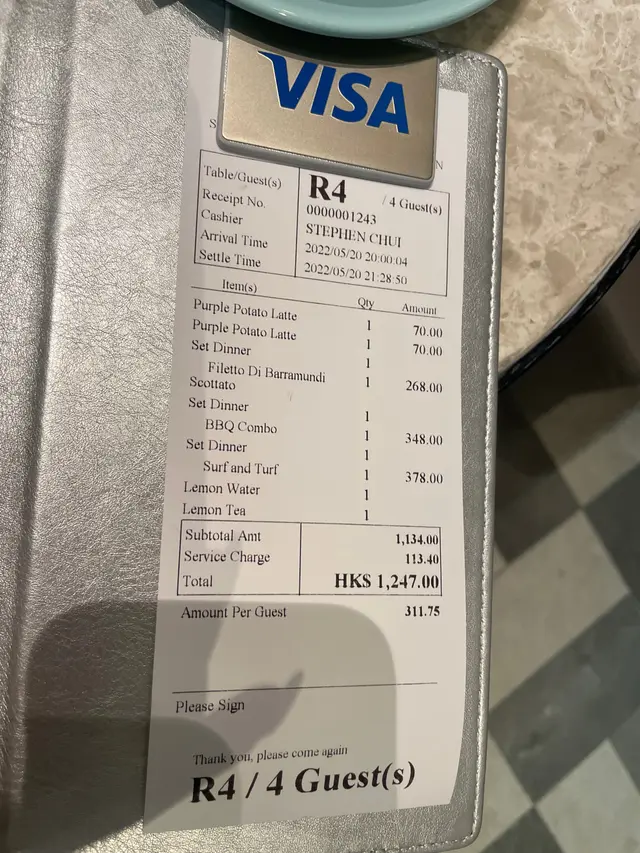 VISA
S
N
Table/Guest(s) R4 / 4 Guest(s)
Receipt No. 0000001243
Cashier STEPHEN CHUI
Arrival Time 2022/05/20 20:00:04
Settle Time 2022/05/20 21:28:50
Item(s) Qty Amount
Purple Potato Latte 1 70.00
Purple Potato Latte 1 70.00
Set Dinner 1
Filetto Di Barramundi 1 268.00
Scottato
Set Dinner 1
BBQ Combo 1 348.00
Set Dinner 1
Surf and Turf 1 378.00
Lemon Water 1
Lemon Tea 1
Subtotal Amt 1,134.00
Service Charge 113.40
Total HK$ 1,247.00
Amount Per Guest 311.75
Please Sign
Thank you, please come again
R4 / 4 Guest(s)